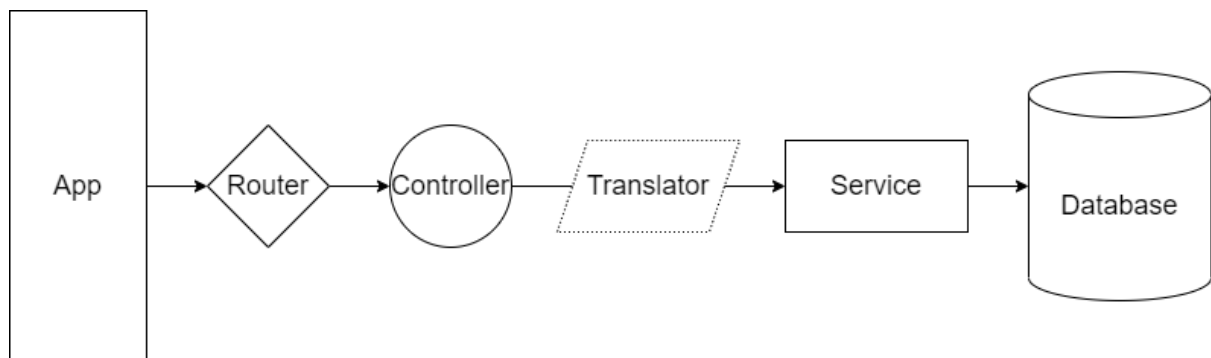 App
Router
Controller
Translator
Service
Database